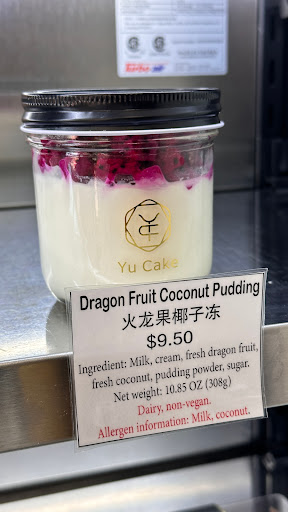 Turbo air
Yu Cake
Dragon Fruit Coconut Pudding
火龙果椰子冻
$9.50
Ingredient: Milk, cream, fresh dragon fruit,
fresh coconut, pudding powder, sugar.
Net weight: 10.85 OZ (308g)
Dairy, non-vegan.
Allergen information: Milk, coconut.